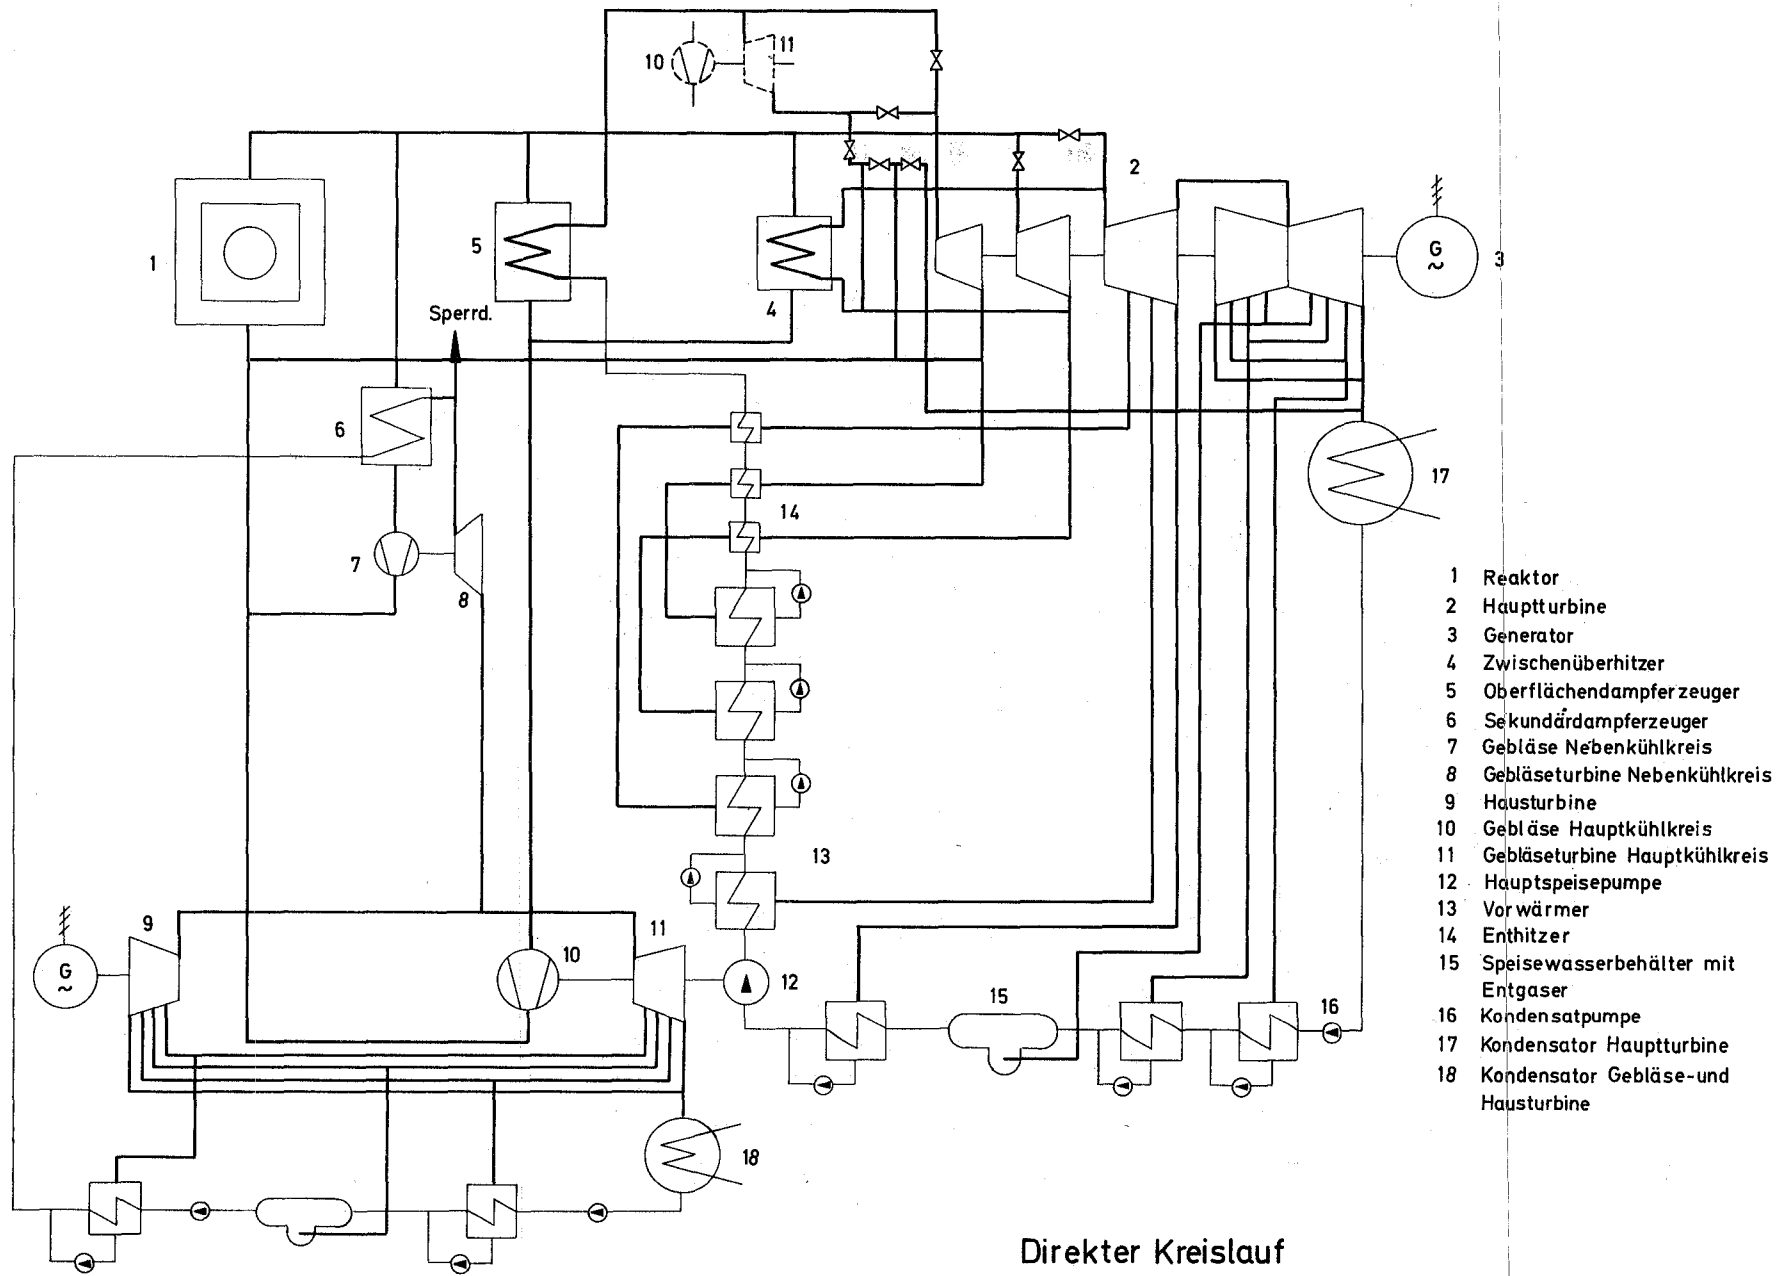 10
11
2
1
5
4
G
~
3
Sperrd.
6
17
14
7
8
1 Reaktor
2 Hauptturbine
3 Generator
4 Zwischenüberhitzer
5 Oberflächendampferzeuger
6 Sekundärdampferzeuger
7 Gebläse Nebenkühlkreis
8 Gebläseturbine Nebenkühlkreis
9 Hausturbine
10 Gebläse Hauptkühlkreis
11 Gebläseturbine Hauptkühlkreis
12 Hauptspeisepumpe
13 Vorwärmer
14 Enthitzer
15 Speisewasserbehälter mit
Entgaser
16 Kondensatpumpe
17 Kondensator Hauptturbine
18 Kondensator Gebläse-und
Hausturbine
13
9
11
10
G
~
12
15
16
18
Direkter Kreislauf